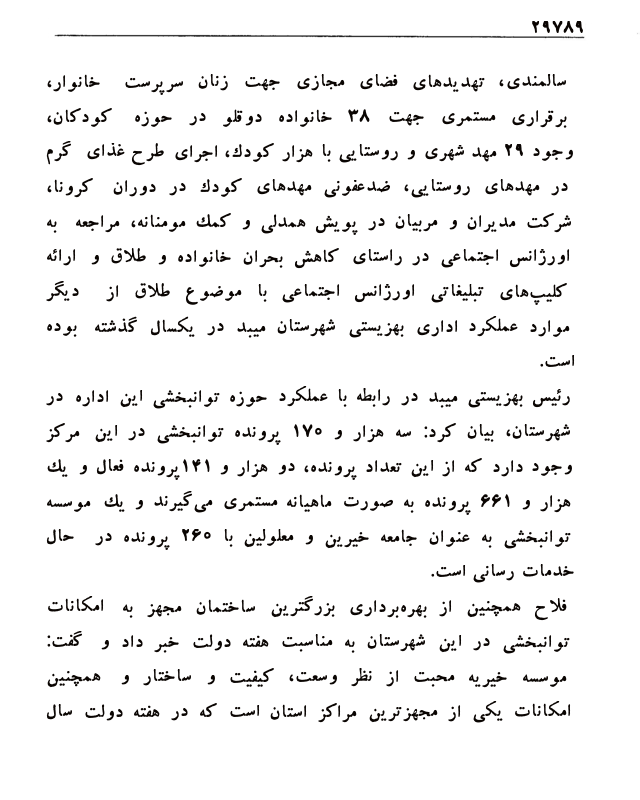 ۲۹۷۸۹
سالمندی، تهدیدهای فضای مجازی جهت زنان سرپرست خانوار،
برقراری مستمری جهت ۳۸ خانواده دوقلو در حوزه کودکان،
وجود ۲۹ مهد شهری و روستایی با هزار کودك، اجرای طرح غذای گرم
در مهدهای روستایی، ضدعفونی مهدهای کودك در دوران کرونا،
شرکت مدیران و مربیان در پویش همدلی و کمك مومنانه، مراجعه به
اورژانس اجتماعی در راستای کاهش بحران خانواده و طلاق و ارائه
کلیپ‌های تبلیغاتی اورژانس اجتماعی با موضوع طلاق از دیگر
موارد عملکرد اداری بهزیستی شهرستان میبد در یکسال گذشته بوده
است.
رئیس بهزیستی میبد در رابطه با عملکرد حوزه توانبخشی این اداره در
شهرستان، بیان کرد: سه هزار و ۱۷۰ پرونده توانبخشی در این مرکز
وجود دارد که از این تعداد پرونده، دو هزار و ۱۴۱پرونده فعال و یك
هزار و ۶۶۱ پرونده به صورت ماهیانه مستمری می‌گیرند و یك موسسه
توانبخشی به عنوان جامعه خیرین و معلولین با ۲۶۰ پرونده در حال
خدمات رسانی است.
فلاح همچنین از بهره‌برداری بزرگترین ساختمان مجهز به امکانات
توانبخشی در این شهرستان به مناسبت هفته دولت خبر داد و گفت:
موسسه خیریه محبت از نظر وسعت، کیفیت و ساختار و همچنین
امکانات یکی از مجهزترین مراکز استان است که در هفته دولت سال